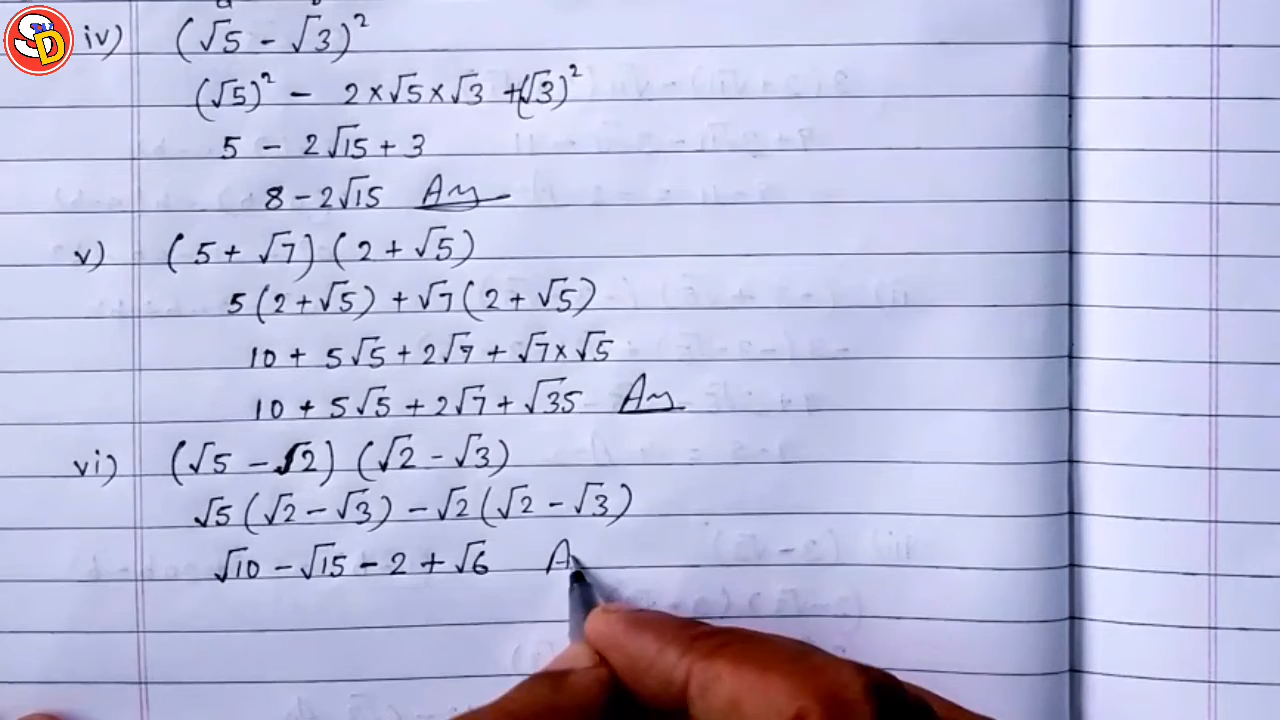 SD
iv) (√5 - √3)²
(√5)² - 2×√5×√3 +(√3)²
5 - 2√15 + 3
8 - 2√15 Ans
v) (5 + √7) (2 + √5)
5(2+√5) + √7(2 + √5)
10 + 5√5 + 2√7 + √7×√5
10 + 5√5 + 2√7 + √35 Ans
vi) (√5 - √2) (√2 - √3)
√5(√2 - √3) - √2(√2 - √3)
√10 - √15 - 2 + √6 A